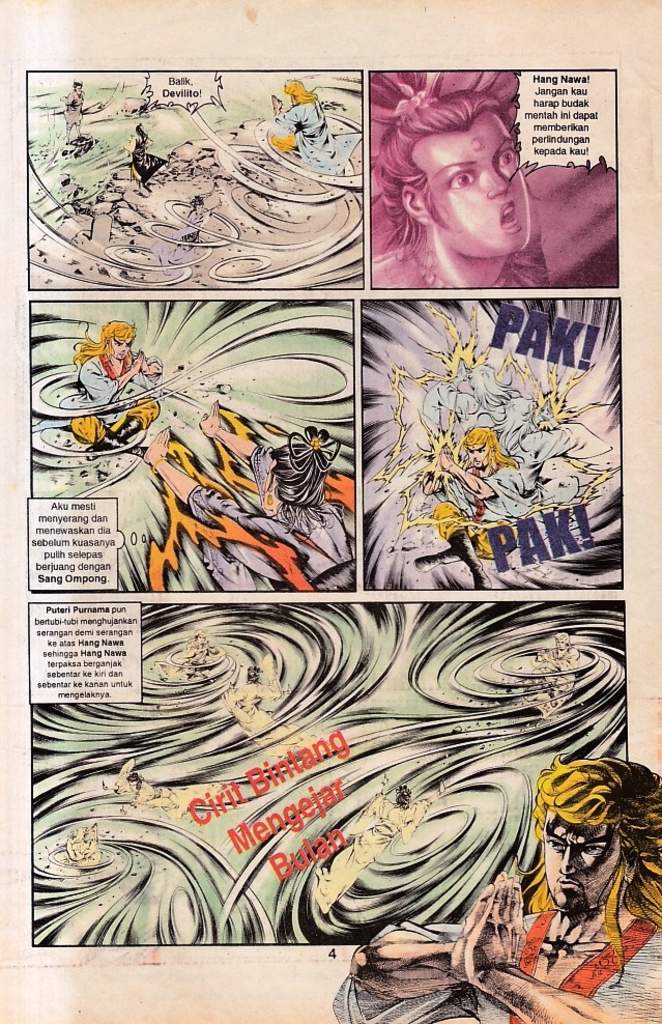 Balik,
Devilito!
Hang Nawa!
Jangan kau
harap budak
mentah ini dapat
memberikan
perlindungan
kepada kau!
Aku mesti
menyerang dan
menewaskan dia
sebelum kuasanya
pulih selepas
berjuang dengan
Sang Ompong.
PAK!
PAK!
Puteri Purnama pun
bertubi-tubi menghujankan
serangan demi serangan
ke atas Hang Nawa
sehingga Hang Nawa
terpaksa berganjak
sebentar ke kiri dan
sebentar ke kanan untuk
mengelaknya.
Cirit Bintang
Mengejar
Bulan
4